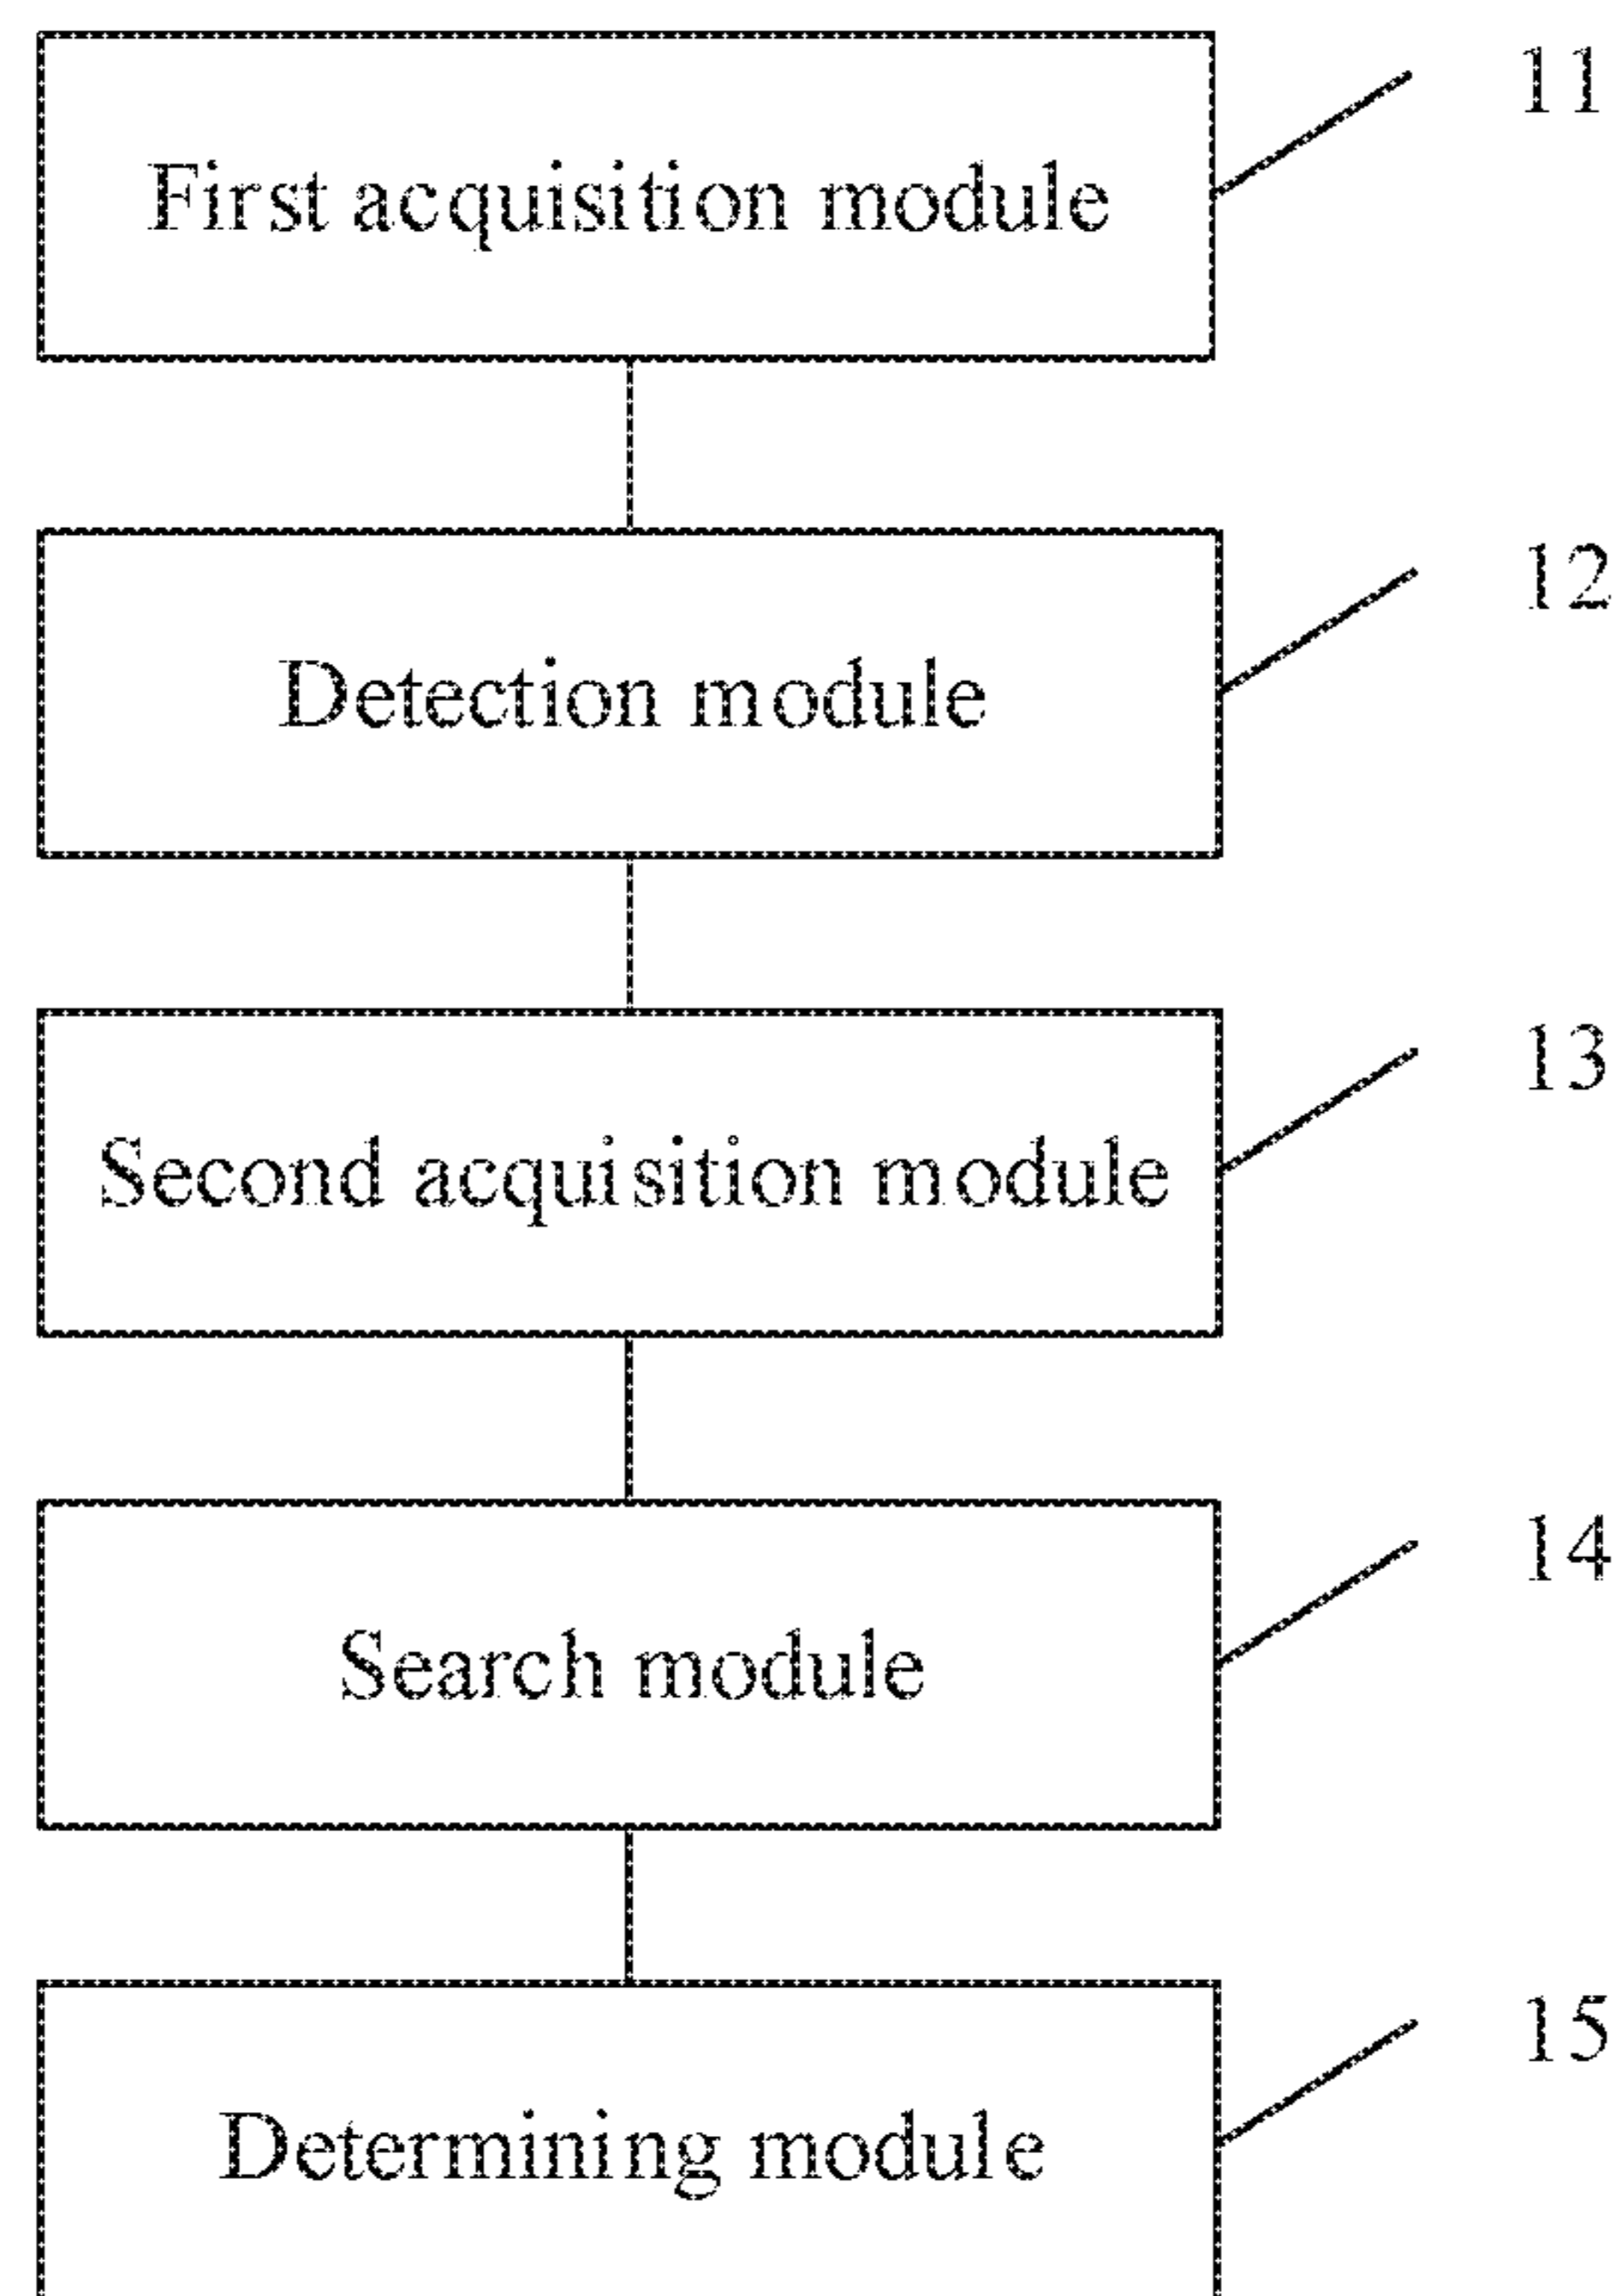 11
First acquisition module
12
Detection module
13
Second acquisition module
14
Search module
15
Determining module